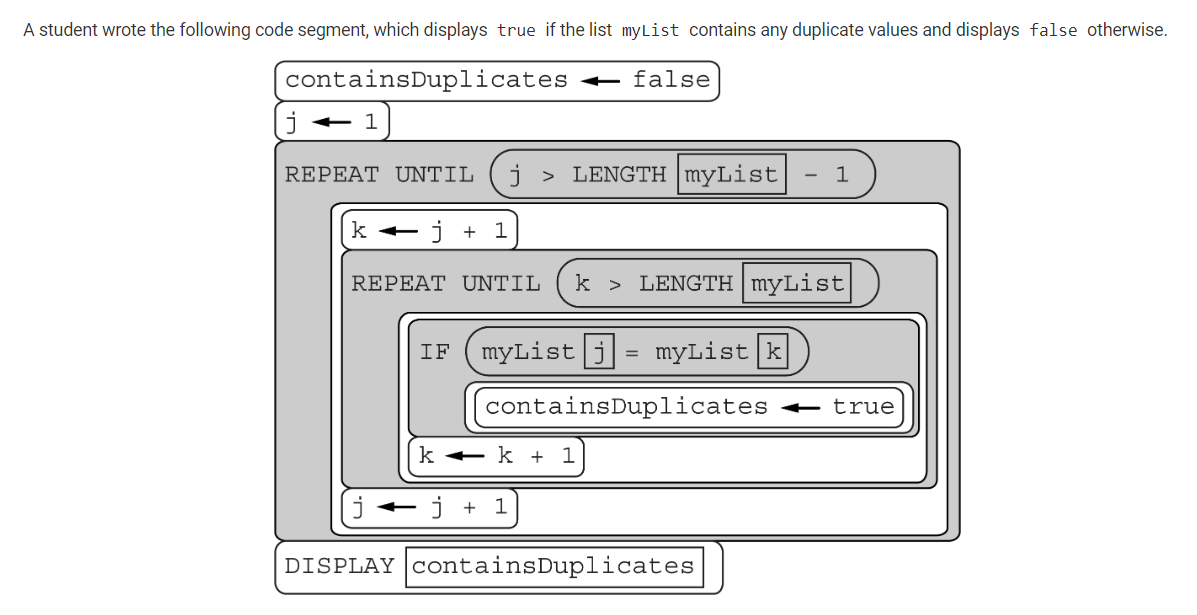 A student wrote the following code segment, which displays true if the list myList contains any duplicate values and displays false otherwise.
containsDuplicates ← false
j ← 1
REPEAT UNTIL j > LENGTH myList - 1
k ← j + 1
REPEAT UNTIL k > LENGTH myList
IF myList j = myList k
containsDuplicates ← true
k ← k + 1
j ← j + 1
DISPLAY containsDuplicates